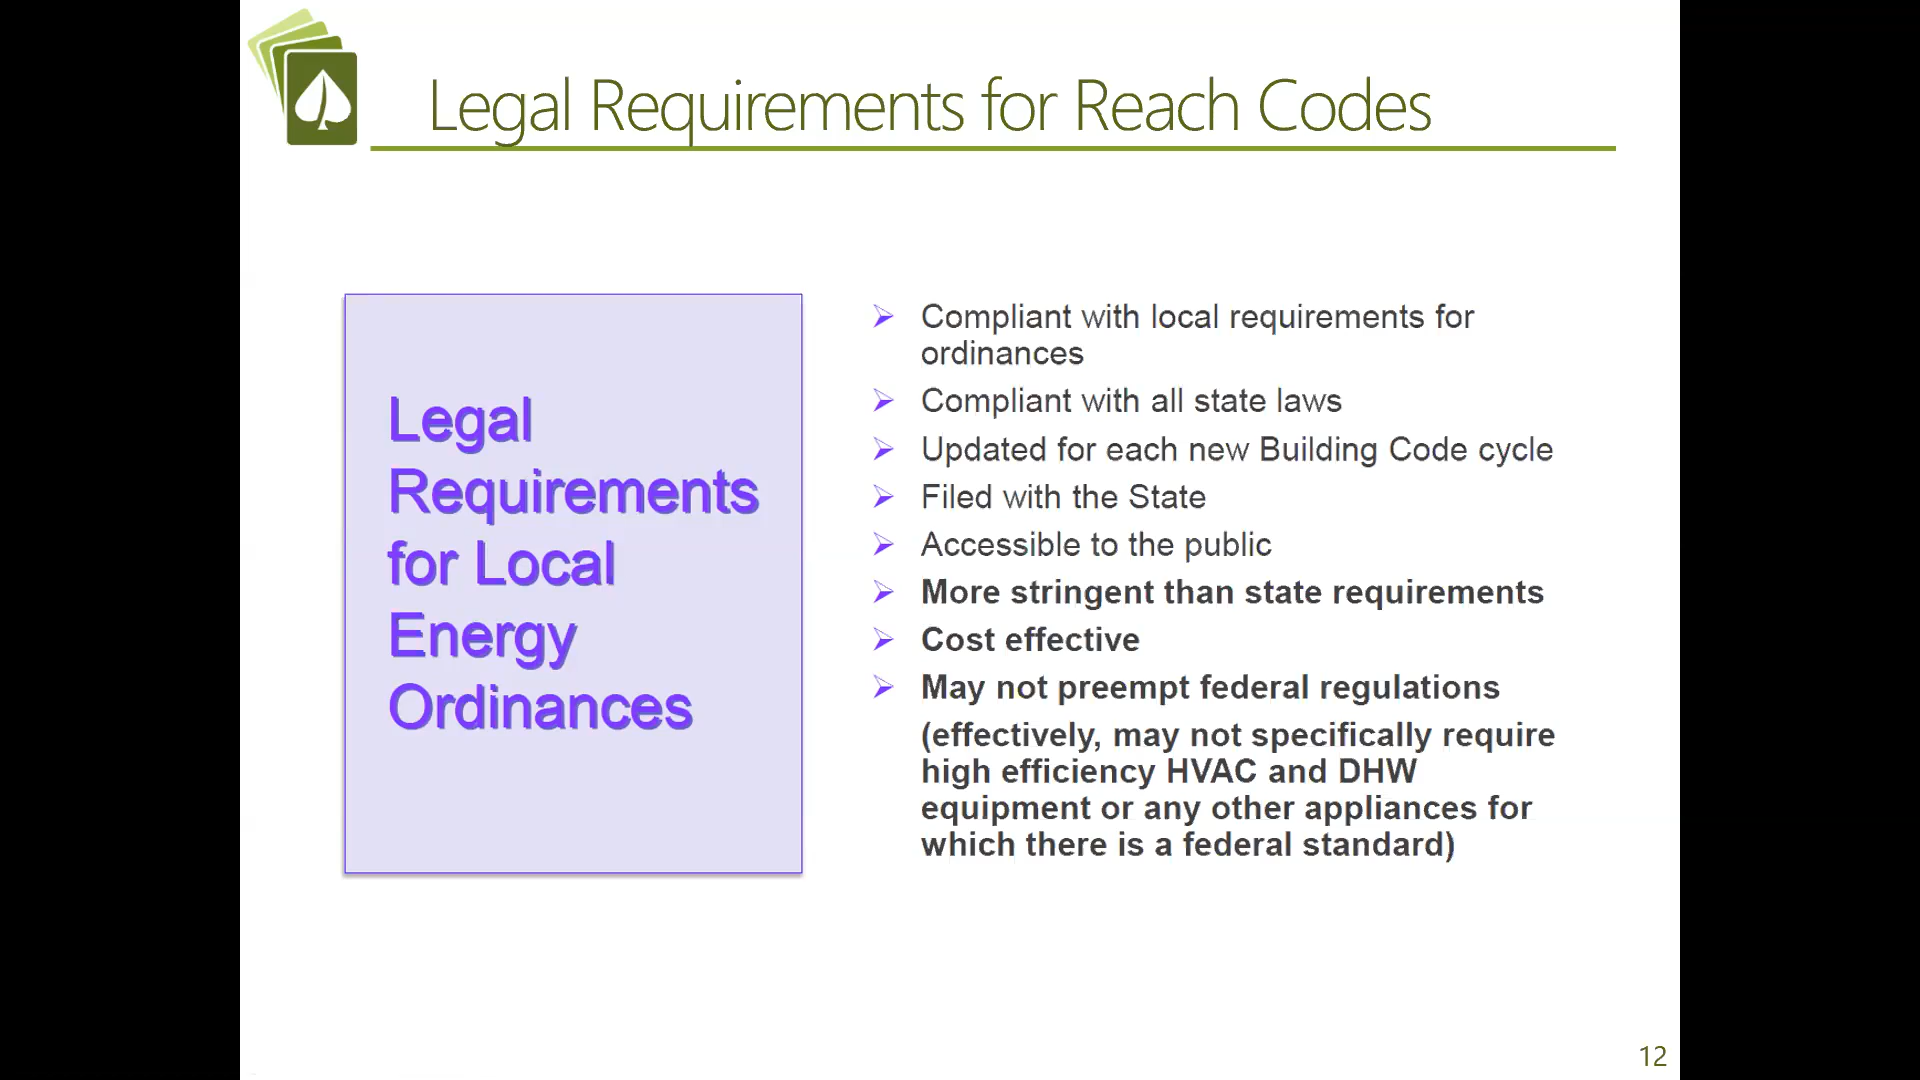 Legal Requirements for Reach Codes
Legal
Requirements
for Local
Energy
Ordinances
Compliant with local requirements for
ordinances
Compliant with all state laws
Updated for each new Building Code cycle
Filed with the State
Accessible to the public
More stringent than state requirements
Cost effective
May not preempt federal regulations
(effectively, may not specifically require
high efficiency HVAC and DHW
equipment or any other appliances for
which there is a federal standard)
12